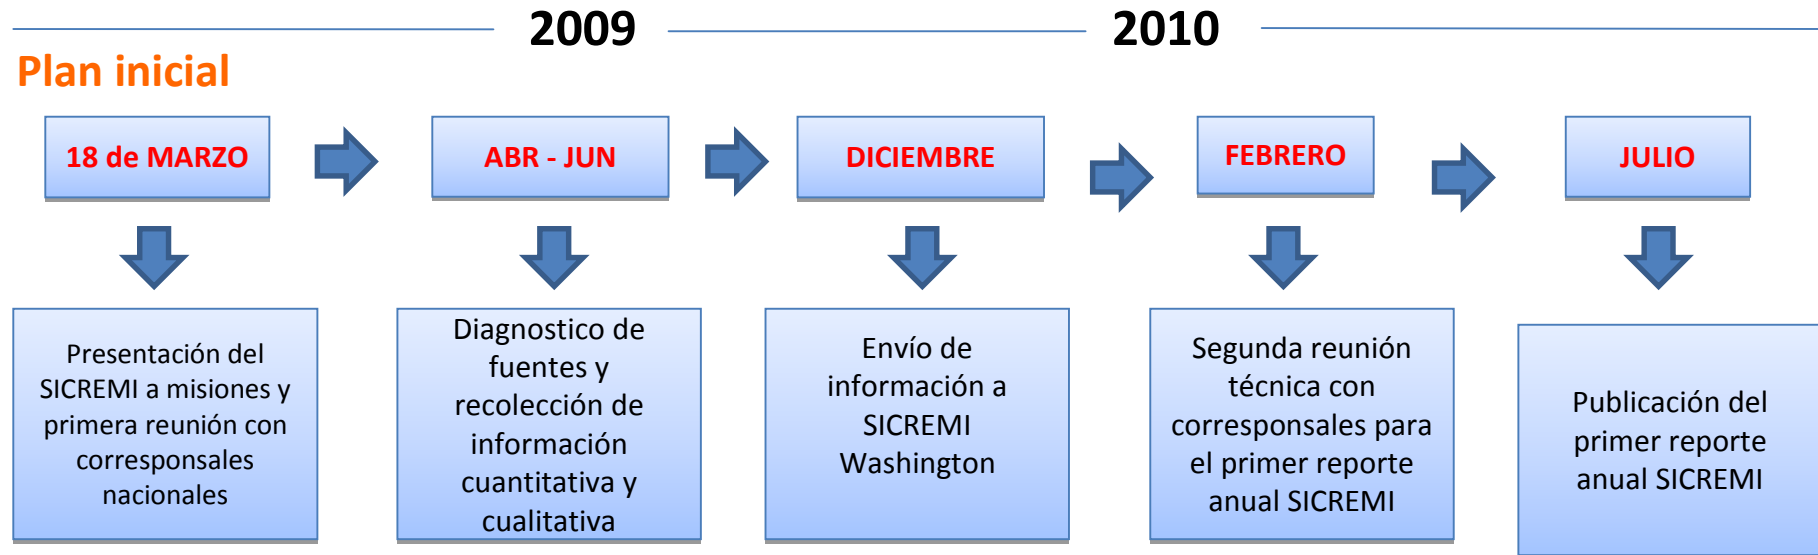 2009
2010
Plan inicial
18 de MARZO
ABR - JUN
DICIEMBRE
FEBRERO
JULIO
Presentación del
SICREMI a misiones y
primera reunión con
corresponsales
nacionales
Diagnostico de
fuentes y
recolección de
información
cuantitativa y
cualitativa
Envío de
información a
SICREMI
Washington
Segunda reunión
técnica con
corresponsales para
el primer reporte
anual SICREMI
Publicación del
primer reporte
anual SICREMI